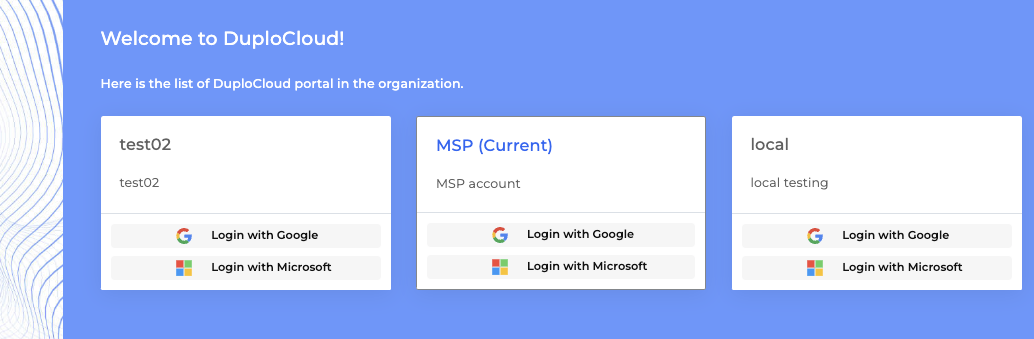 Welcome to DuploCloud!
Here is the list of DuploCloud portal in the organization.
test02
test02
Login with Google
Login with Microsoft
MSP (Current)
MSP account
Login with Google
Login with Microsoft
local
local testing
Login with Google
Login with Microsoft